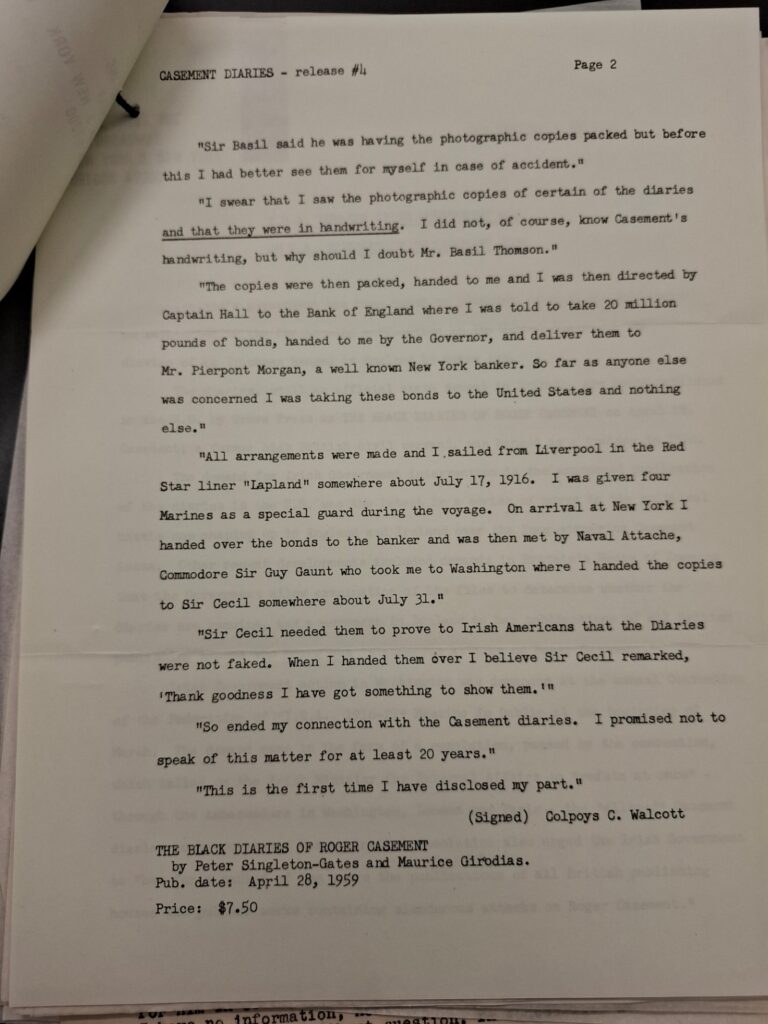 CASEMENT DIARIES - release #4
Page 2
"Sir Basil said he was having the photographic copies packed but before
this I had better see them for myself in case of accident."
"I swear that I saw the photographic copies of certain of the diaries
and that they were in handwriting. I did not, of course, know Casement's
handwriting, but why should I doubt Mr. Basil Thomson."
"The copies were then packed, handed to me and I was then directed by
Captain Hall to the Bank of England where I was told to take 20 million
pounds of bonds, handed to me by the Governor, and deliver them to
Mr. Pierpont Morgan, a well known New York banker. So far as anyone else
was concerned I was taking these bonds to the United States and nothing
else."
"All arrangements were made and I sailed from Liverpool in the Red
Star liner "Lapland" somewhere about July 17, 1916. I was given four
Marines as a special guard during the voyage. On arrival at New York I
handed over the bonds to the banker and was then met by Naval Attache,
Commodore Sir Guy Gaunt who took me to Washington where I handed the copies
to Sir Cecil somewhere about July 31."
"Sir Cecil needed them to prove to Irish Americans that the Diaries
were not faked. When I handed them over I believe Sir Cecil remarked,
'Thank goodness I have got something to show them.'"
"So ended my connection with the Casement diaries. I promised not to
speak of this matter for at least 20 years."
"This is the first time I have disclosed my part."
(Signed) Colpoys C. Walcott
THE BLACK DIARIES OF ROGER CASEMENT
by Peter Singleton-Gates and Maurice Girodias.
Pub. date: April 28, 1959
Price: $7.50
no information,
question,